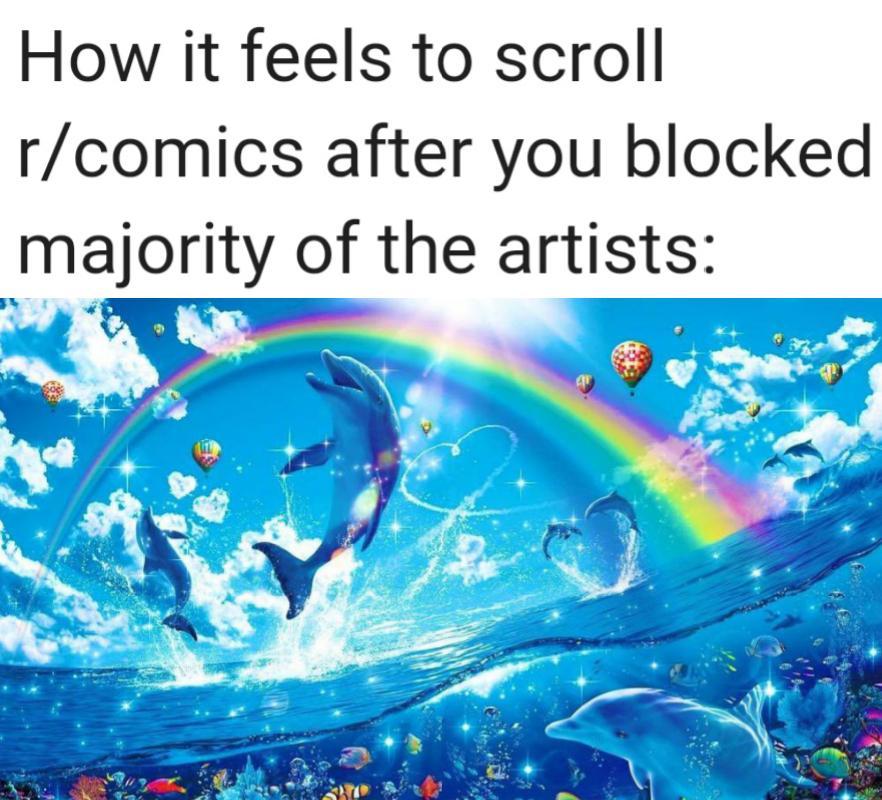 How it feels to scroll
r/comics after you blocked
majority of the artists: